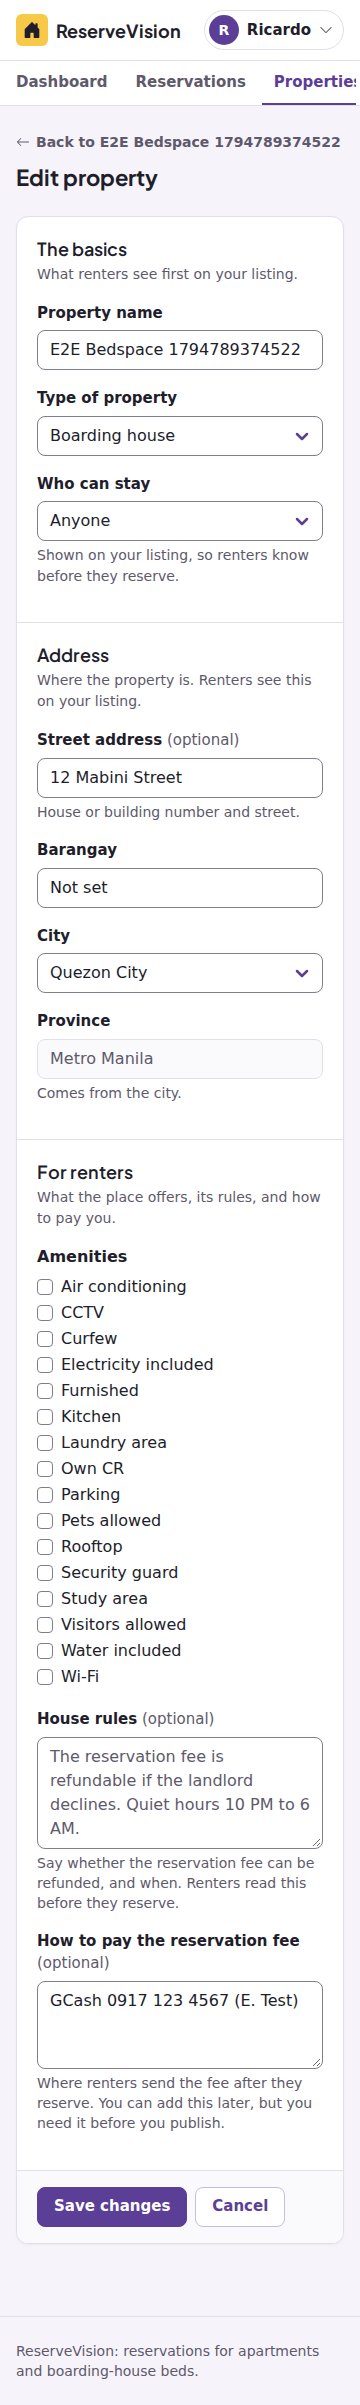 ReserveVision
R Ricardo
Dashboard Reservations Properties
← Back to E2E Bedspace 1794789374522
Edit property
The basics
What renters see first on your listing.
Property name
E2E Bedspace 1794789374522
Type of property
Boarding house
Who can stay
Anyone
Shown on your listing, so renters know
before they reserve.
Address
Where the property is. Renters see this
on your listing.
Street address (optional)
12 Mabini Street
House or building number and street.
Barangay
Not set
City
Quezon City
Province
Metro Manila
Comes from the city.
For renters
What the place offers, its rules, and how
to pay you.
Amenities
Air conditioning
CCTV
Curfew
Electricity included
Furnished
Kitchen
Laundry area
Own CR
Parking
Pets allowed
Rooftop
Security guard
Study area
Visitors allowed
Water included
Wi-Fi
House rules (optional)
The reservation fee is
refundable if the landlord
declines. Quiet hours 10 PM to 6
AM.
Say whether the reservation fee can be
refunded, and when. Renters read this
before they reserve.
How to pay the reservation fee
(optional)
GCash 0917 123 4567 (E. Test)
Where renters send the fee after they
reserve. You can add this later, but you
need it before you publish.
Save changes Cancel
ReserveVision: reservations for apartments
and boarding-house beds.